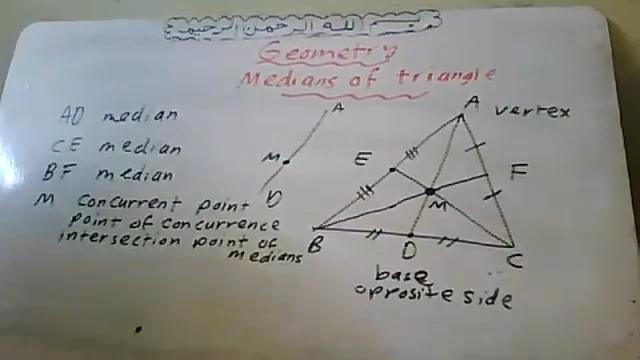 بسم الله الرحمن الرحيم
Geometry
Medians of triangle
AD median
CE median
BF median
M concurrent point
point of concurrence
intersection point of
medians
A
M
D
A vertex
E
F
M
B
D
C
base
opposite side